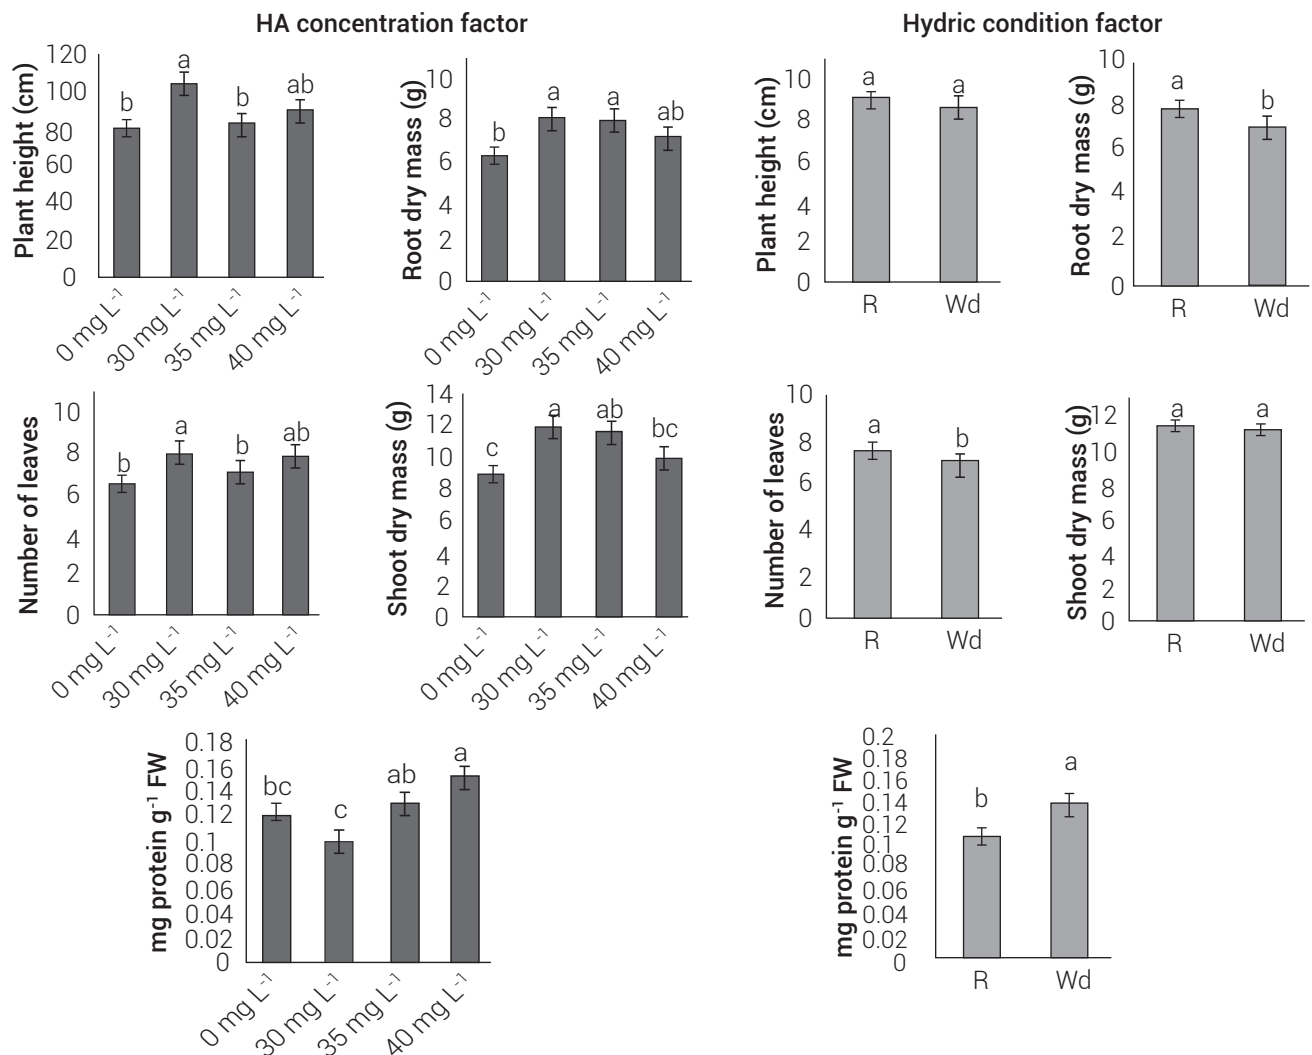 HA concentration factor
Hydric condition factor
Plant height (cm)
120
100
80
60
40
20
0
b
a
b
ab
0 mg L-1
30 mg L-1
35 mg L-1
40 mg L-1
Root dry mass (g)
10
8
6
4
2
0
b
a
a
ab
0 mg L-1
30 mg L-1
35 mg L-1
40 mg L-1
Plant height (cm)
10
8
6
4
2
0
a
a
R
Wd
Root dry mass (g)
10
8
6
4
2
0
a
b
R
Wd
Number of leaves
10
8
6
4
2
0
b
a
b
ab
0 mg L-1
30 mg L-1
35 mg L-1
40 mg L-1
Shoot dry mass (g)
14
12
10
8
6
4
2
0
c
a
ab
bc
0 mg L-1
30 mg L-1
35 mg L-1
40 mg L-1
Number of leaves
10
8
6
4
2
0
a
b
R
Wd
Shoot dry mass (g)
12
10
8
6
4
2
0
a
a
R
Wd
mg protein g-1 FW
0.18
0.16
0.14
0.12
0.1
0.08
0.06
0.04
0.02
0
bc
c
ab
a
0 mg L-1
30 mg L-1
35 mg L-1
40 mg L-1
mg protein g-1 FW
0.2
0.18
0.16
0.14
0.12
0.1
0.08
0.06
0.04
0.02
0
b
a
R
Wd